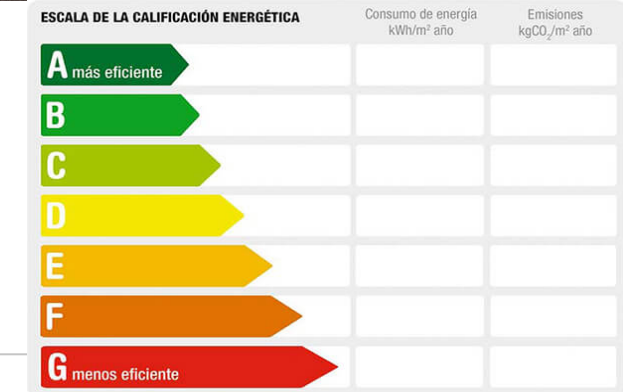 ESCALA DE LA CALIFICACIÓN ENERGÉTICA
Consumo de energía
kWh/m² año
Emisiones
kgCO₂/m² año
A más eficiente
B
C
D
E
F
G menos eficiente